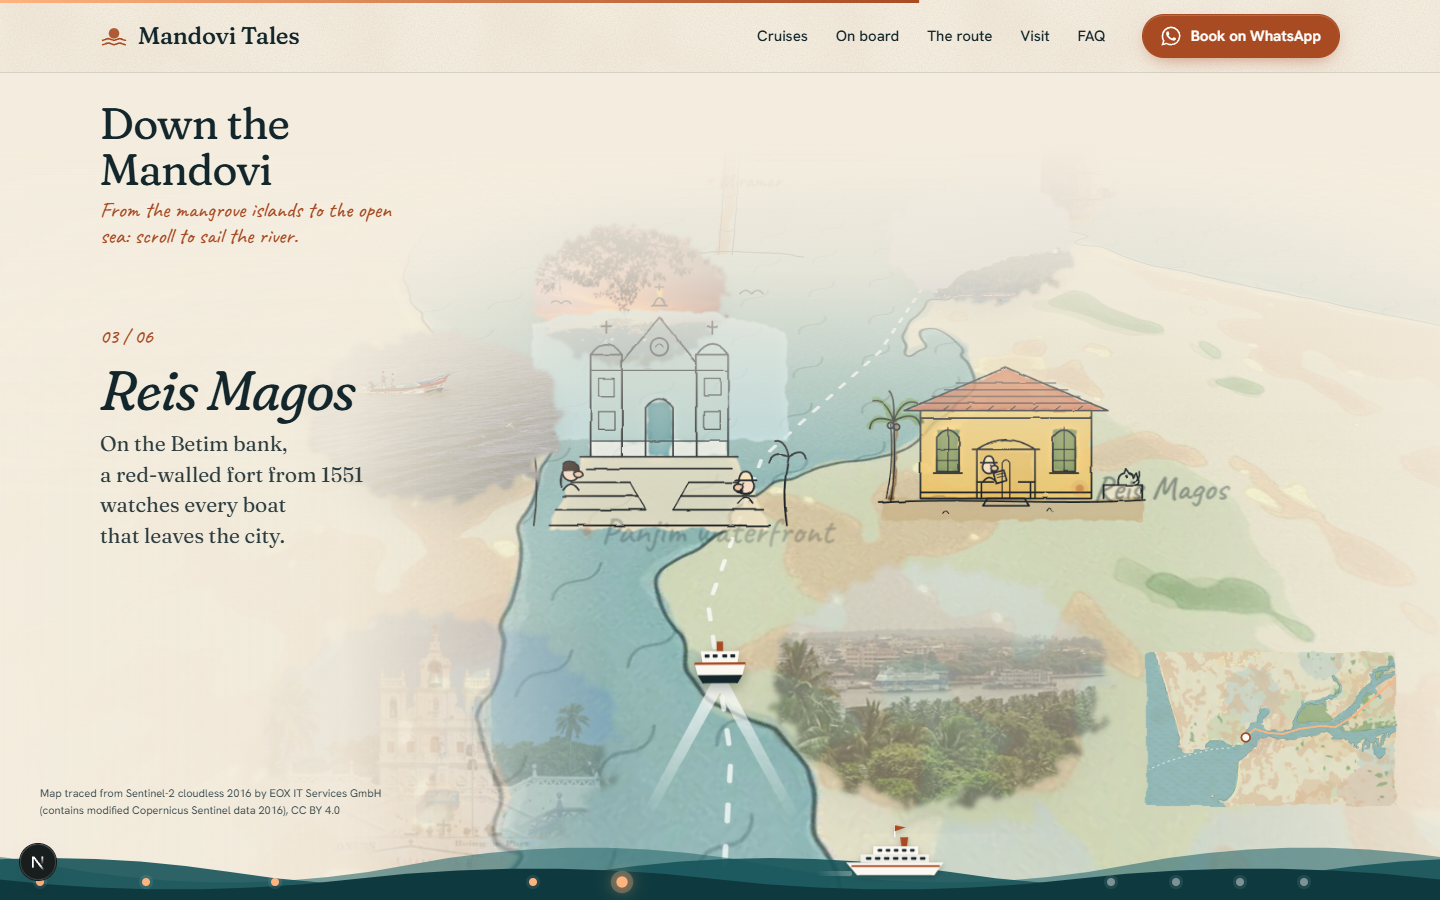 Mandovi Tales
Cruises
On board
The route
Visit
FAQ
Book on WhatsApp
Down the
Mandovi
From the mangrove islands to the open
sea: scroll to sail the river.
Miramar
03 / 06
Reis Magos
On the Betim bank,
a red-walled fort from 1551
watches every boat
that leaves the city.
Reis Magos
Panjim waterfront
Map traced from Sentinel-2 cloudless 2016 by EOX IT Services GmbH
(contains modified Copernicus Sentinel data 2016), CC BY 4.0
N